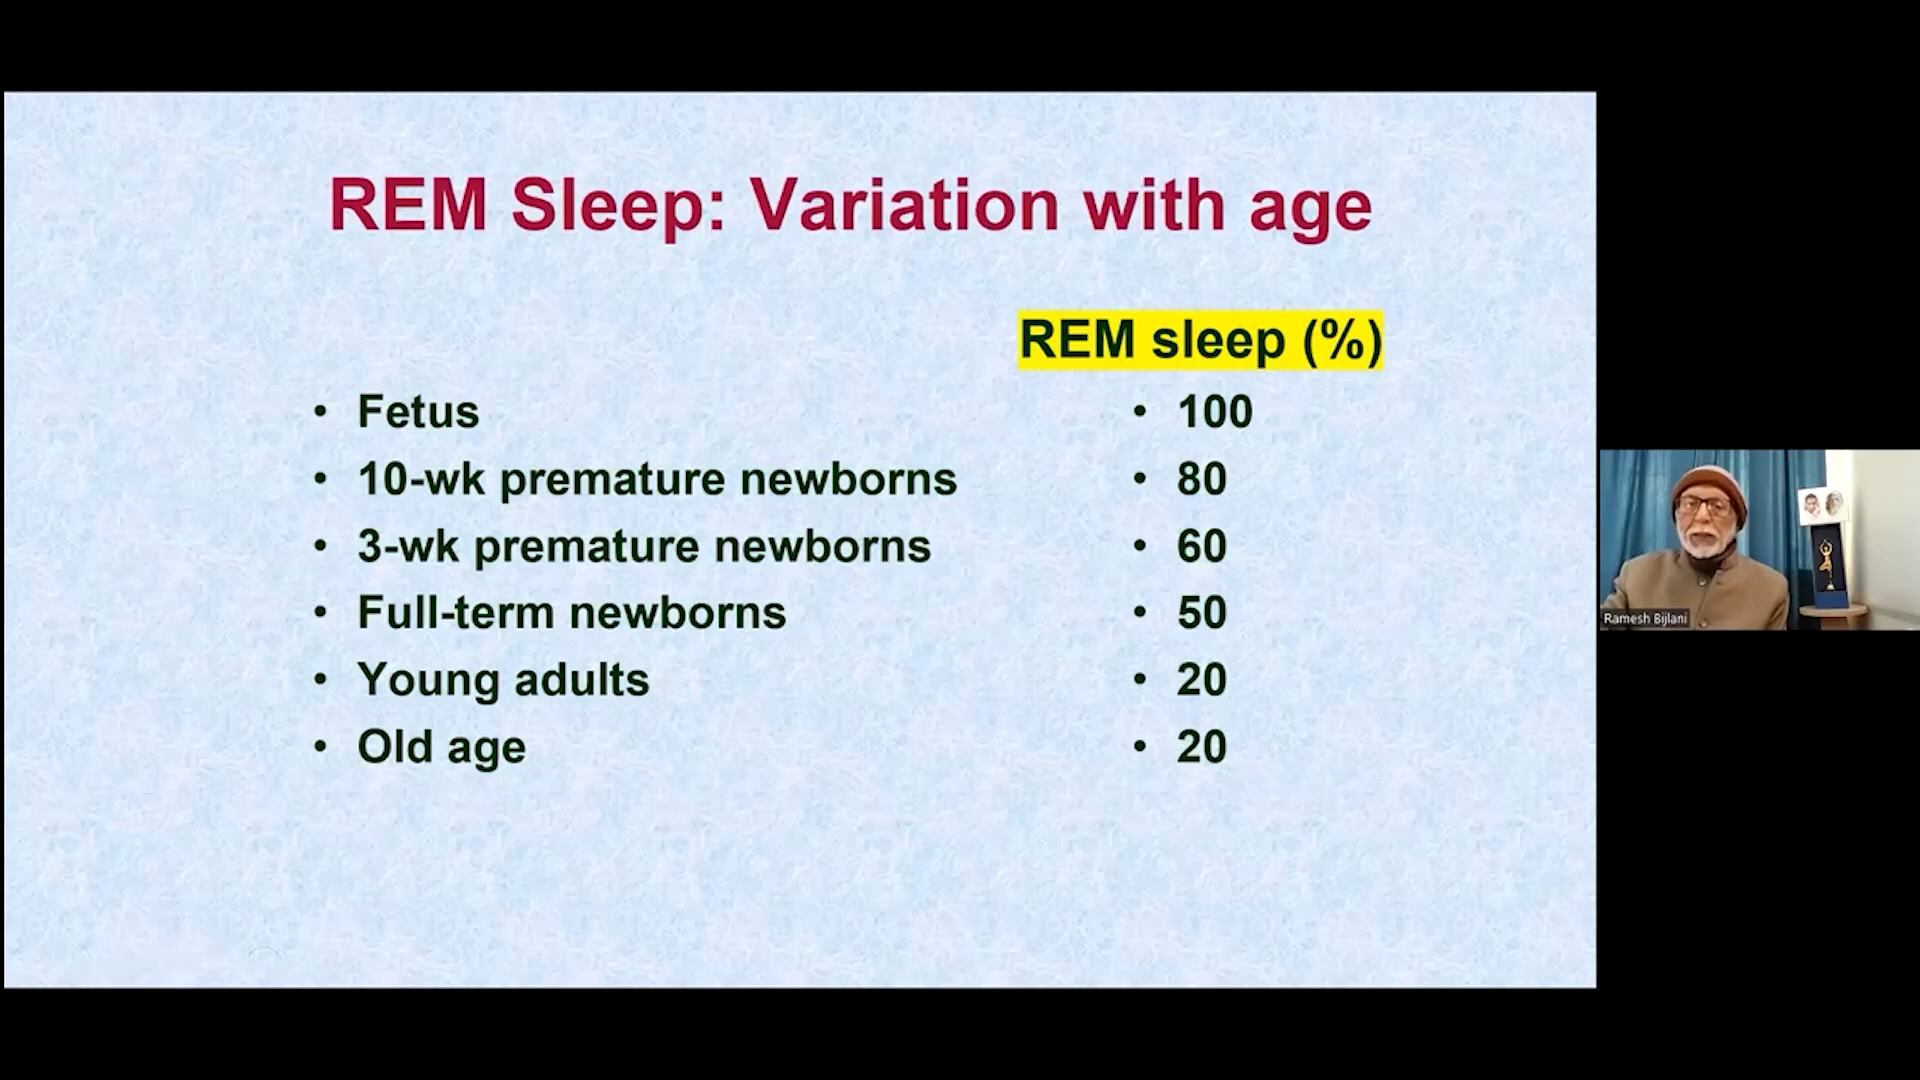 REM Sleep: Variation with age
REM sleep (%)
• Fetus • 100
• 10-wk premature newborns • 80
• 3-wk premature newborns • 60
• Full-term newborns • 50
• Young adults • 20
• Old age • 20
Ramesh Bijlani